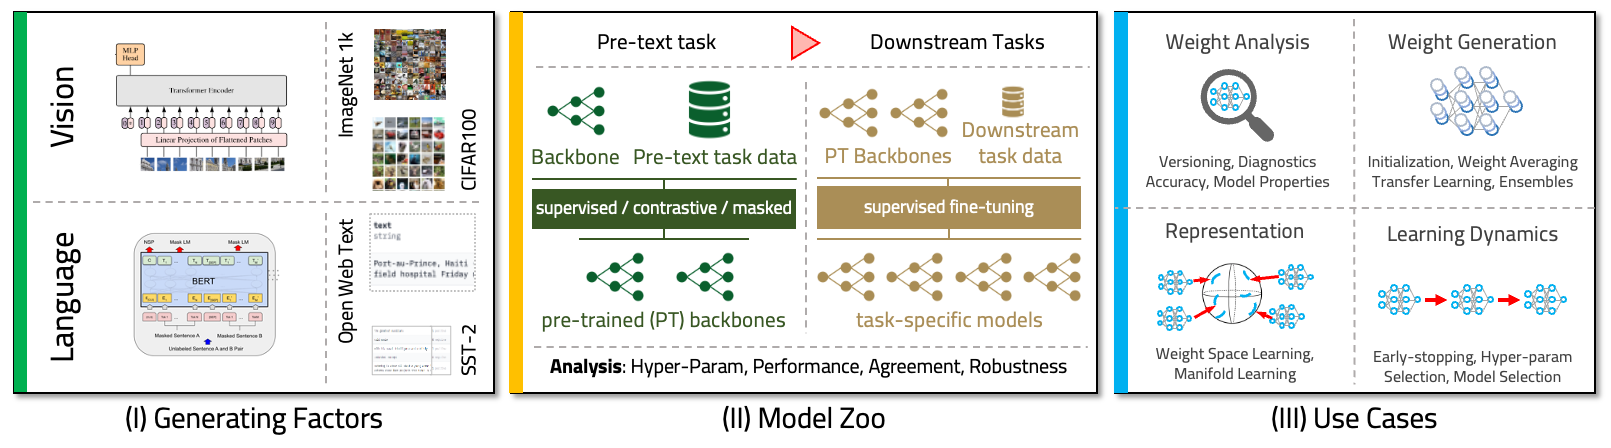 Vision
MLP
Head
Transformer Encoder
Linear Projection of Flattened Patches
ImageNet 1k
CIFAR100
Language
NSP
Mask LM
Mask LM
BERT
Masked Sentence A
Masked Sentence B
Unlabeled Sentence A and B Pair
Open Web Text
text
string
Port-au-Prince, Haiti
field hospital Friday
SST-2
(I) Generating Factors
Pre-text task
Downstream Tasks
Backbone
Pre-text task data
PT Backbones
Downstream
task data
supervised / contrastive / masked
supervised fine-tuning
pre-trained (PT) backbones
task-specific models
Analysis: Hyper-Param, Performance, Agreement, Robustness
(II) Model Zoo
Weight Analysis
Versioning, Diagnostics
Accuracy, Model Properties
Weight Generation
Initialization, Weight Averaging
Transfer Learning, Ensembles
Representation
Weight Space Learning,
Manifold Learning
Learning Dynamics
Early-stopping, Hyper-param
Selection, Model Selection
(III) Use Cases